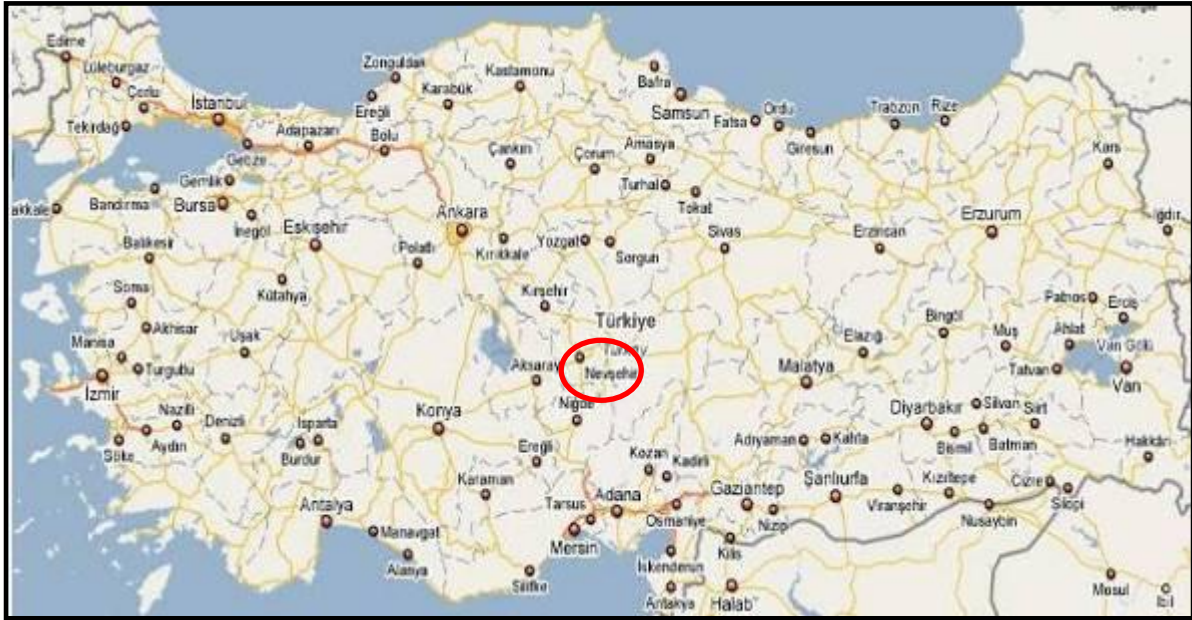 Edirne
Lüleburgaz
Çorlu
Tekirdağ
İstanbul
Gebze
Adapazarı
Zonguldak
Ereğli
Bolu
Karabük
Kastamonu
Çankırı
Bafra
Samsun
Fatsa
Ordu
Giresun
Trabzon
Rize
Kars
Amasya
Çorum
Turhal
Tokat
Gemlik
Bandırma
Bursa
İnegöl
Eskişehir
Ankara
Polatlı
Kırıkkale
Yozgat
Sorgun
Sivas
Erzincan
Erzurum
Iğdır
Balıkesir
Kütahya
Soma
Akhisar
Uşak
Manisa
Turgutlu
İzmir
Kırşehir
Türkiye
Turkey
Aksaray
Nevşehir
Niğde
Malatya
Elazığ
Bingöl
Muş
Patnos
Erciş
Ahlat
Van Gölü
Tatvan
Van
Nazilli
Aydın
Söke
Denizli
Isparta
Burdur
Konya
Ereğli
Karaman
Antalya
Manavgat
Alanya
Silifke
Tarsus
Mersin
Adana
Kozan
Kadirli
Osmaniye
İskenderun
Antakya
Gaziantep
Nizip
Kilis
Halab
Adıyaman
Kahta
Şanlıurfa
Viranşehir
Kızıltepe
Nusaybin
Diyarbakır
Silvan
Siirt
Bismil
Batman
Hakkâri
Cizre
Silopi
Mosul